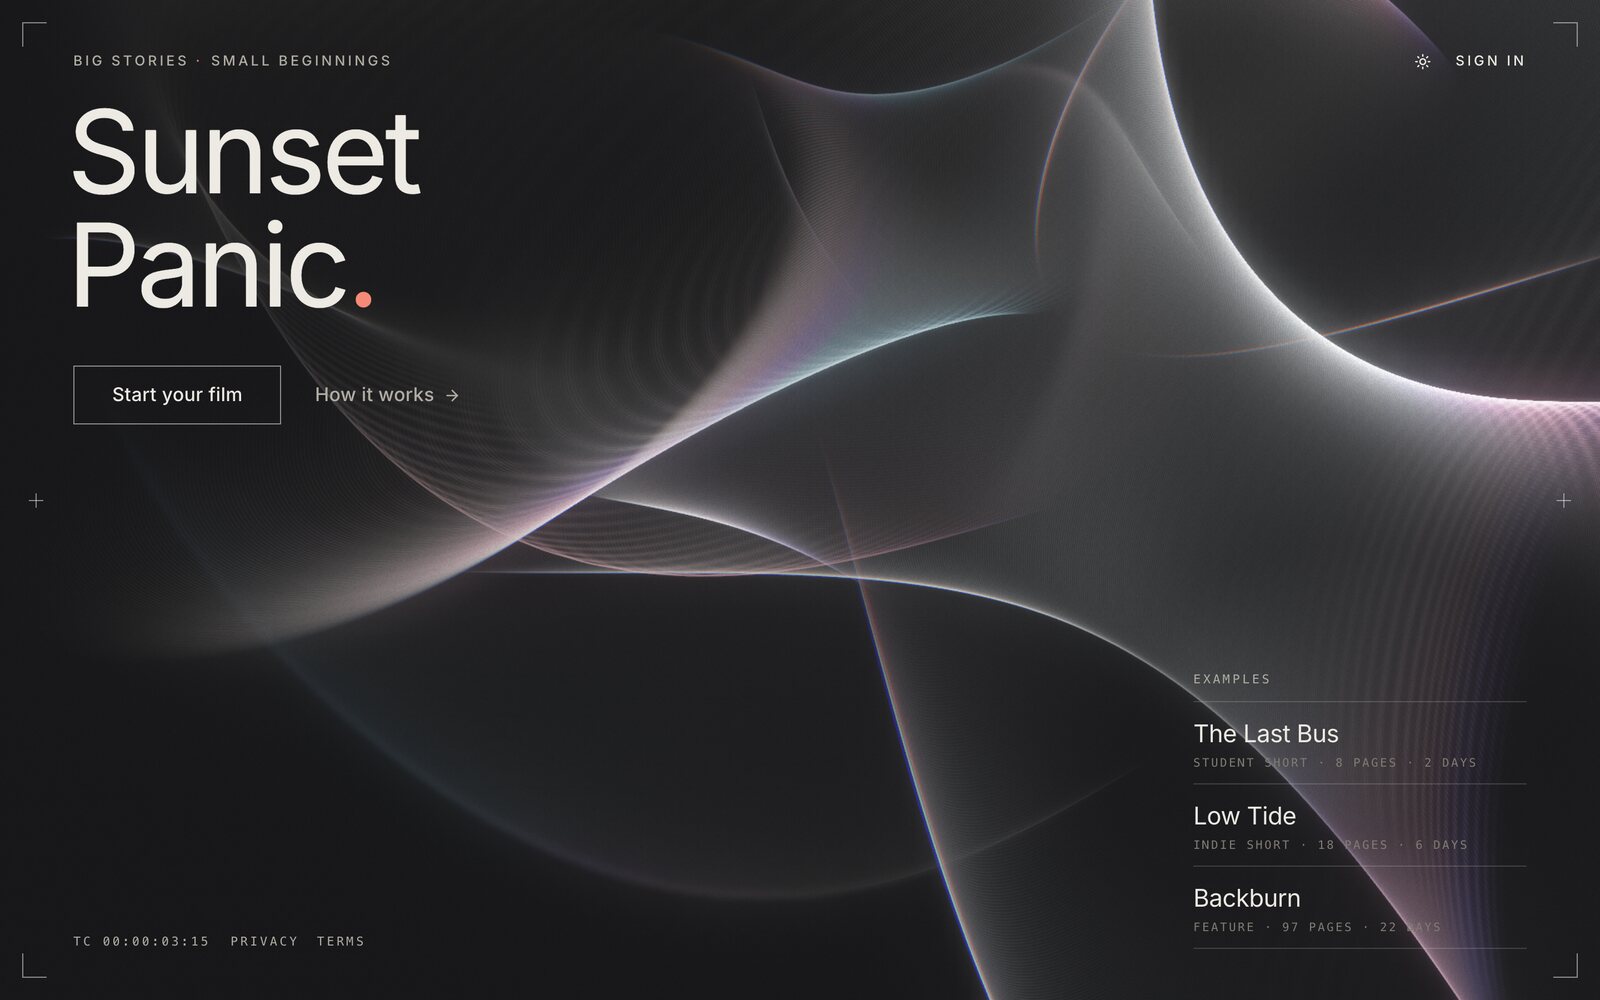 BIG STORIES · SMALL BEGINNINGS
SIGN IN
Sunset
Panic.
Start your film
How it works →
EXAMPLES
The Last Bus
STUDENT SHORT · 8 PAGES · 2 DAYS
Low Tide
INDIE SHORT · 18 PAGES · 6 DAYS
Backburn
FEATURE · 97 PAGES · 22 DAYS
TC 00:00:03:15 PRIVACY TERMS